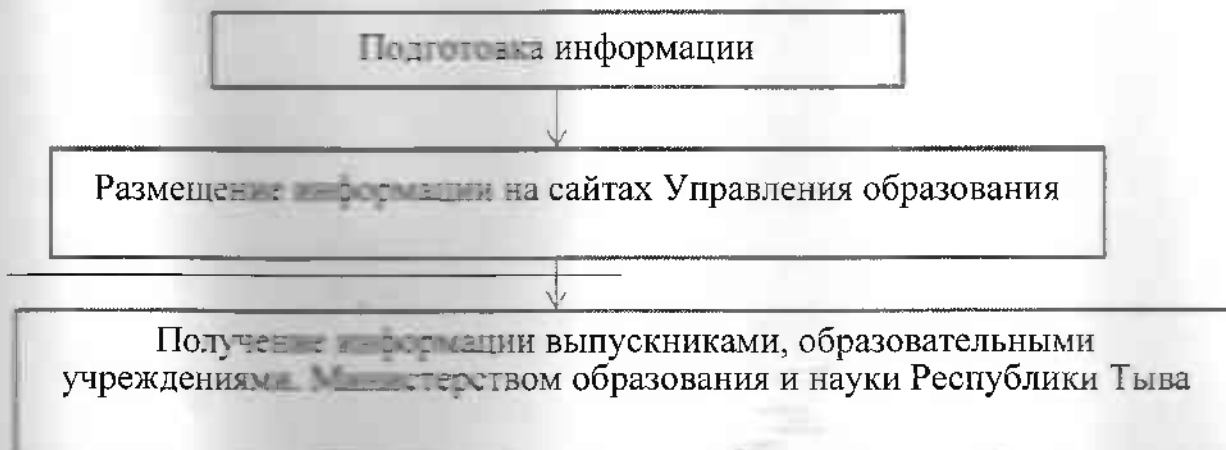 Подготовка информации
Размещение информации на сайтах Управления образования
Получение информации выпускниками, образовательными
учреждениями, Министерством образования и науки Республики Тыва